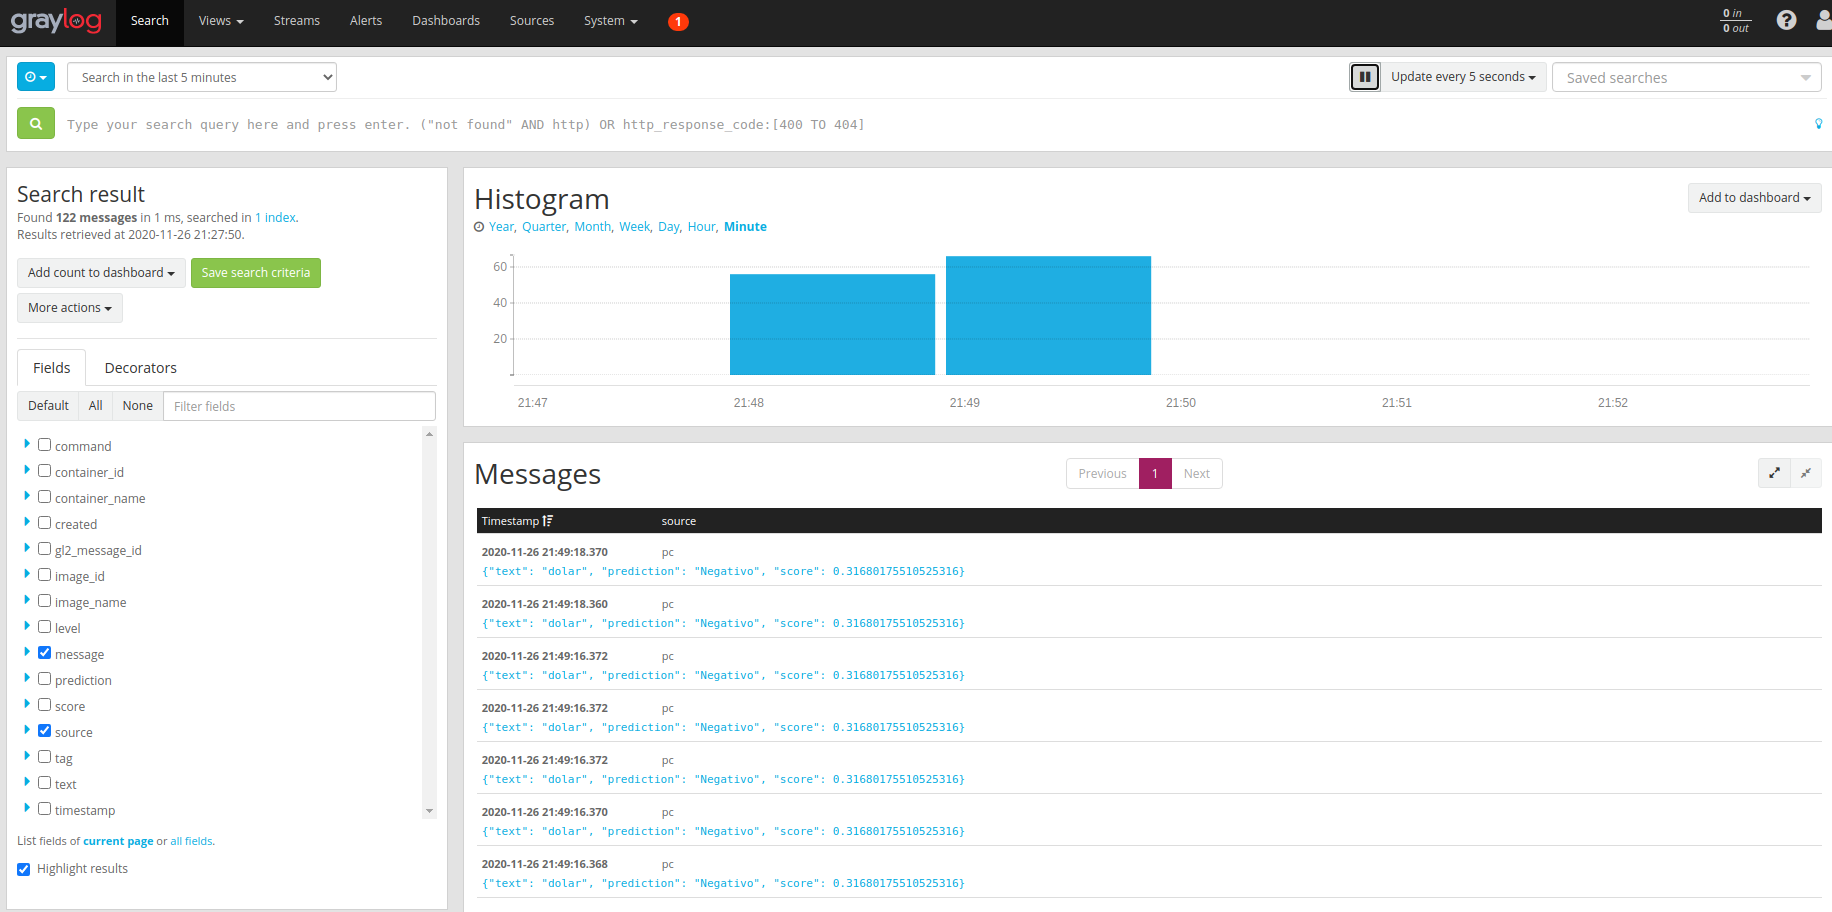 graylog Search Views Streams Alerts Dashboards Sources System 1 0 in
0 out
Search in the last 5 minutes Update every 5 seconds Saved searches
Type your search query here and press enter. ("not found" AND http) OR http_response_code:[400 TO 404]
Search result
Found 122 messages in 1 ms, searched in 1 index.
Results retrieved at 2020-11-26 21:27:50.
Add count to dashboard Save search criteria
More actions
Fields Decorators
Default All None Filter fields
command
container_id
container_name
created
gl2_message_id
image_id
image_name
level
message
prediction
score
source
tag
text
timestamp
List fields of current page or all fields.
Highlight results
Histogram
Add to dashboard
Year, Quarter, Month, Week, Day, Hour, Minute
60
40
20
21:47 21:48 21:49 21:50 21:51 21:52
Messages
Previous 1 Next
Timestamp source
2020-11-26 21:49:18.370 pc
{"text": "dolar", "prediction": "Negativo", "score": 0.31680175510525316}
2020-11-26 21:49:18.360 pc
{"text": "dolar", "prediction": "Negativo", "score": 0.31680175510525316}
2020-11-26 21:49:16.372 pc
{"text": "dolar", "prediction": "Negativo", "score": 0.31680175510525316}
2020-11-26 21:49:16.372 pc
{"text": "dolar", "prediction": "Negativo", "score": 0.31680175510525316}
2020-11-26 21:49:16.372 pc
{"text": "dolar", "prediction": "Negativo", "score": 0.31680175510525316}
2020-11-26 21:49:16.370 pc
{"text": "dolar", "prediction": "Negativo", "score": 0.31680175510525316}
2020-11-26 21:49:16.368 pc
{"text": "dolar", "prediction": "Negativo", "score": 0.31680175510525316}